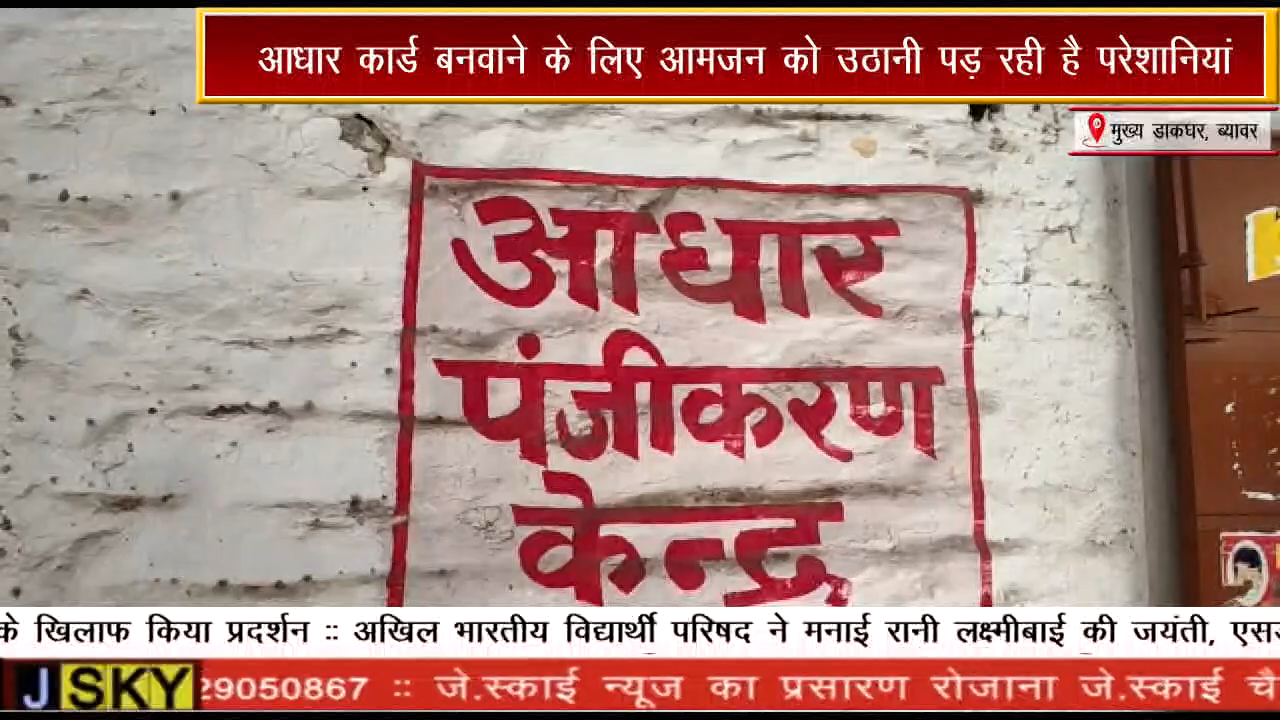 आधार कार्ड बनवाने के लिए आमजन को उठानी पड़ रही है परेशानियां
मुख्य डाकघर, ब्यावर
आधार
पंजीकरण
केन्द्र
के खिलाफ किया प्रदर्शन :: अखिल भारतीय विद्यार्थी परिषद ने मनाई रानी लक्ष्मीबाई की जयंती,
J SKY 29050867 :: जे.स्काई न्यूज का प्रसारण रोजाना जे.स्काई